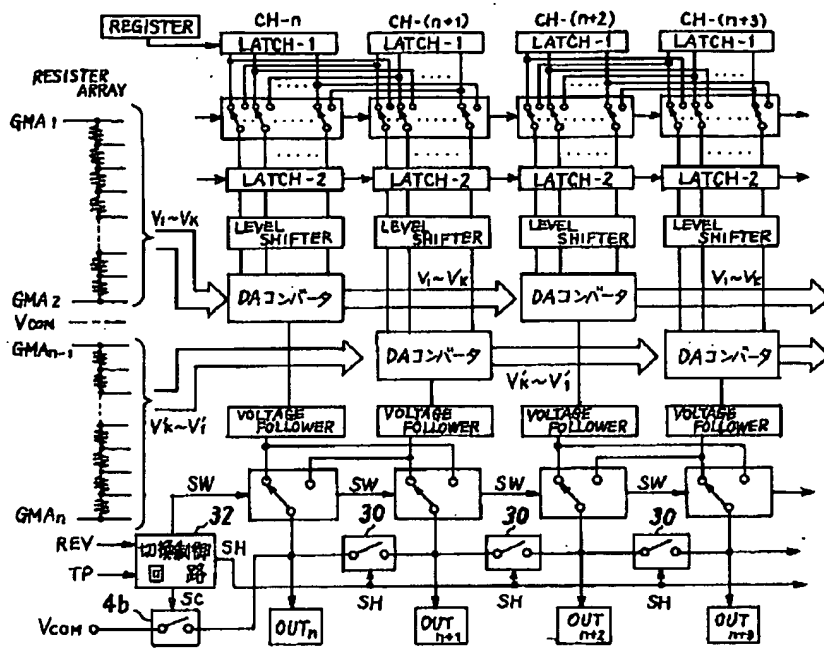 REGISTER
CH-n
CH-(n+1)
CH-(n+2)
CH-(n+3)
LATCH-1
LATCH-1
LATCH-1
LATCH-1
RESISTER
ARRAY
GMA1
LATCH-2
LATCH-2
LATCH-2
LATCH-2
V1~VK
LEVEL
SHIFTER
LEVEL
SHIFTER
LEVEL
SHIFTER
LEVEL
SHIFTER
GMA2
DAコンバータ
V1~VK
DAコンバータ
V1~VK
VCOM
GMAn-1
DAコンバータ
V'K~V'1
DAコンバータ
V'K~V'1
VOLTAGE
FOLLOWER
VOLTAGE
FOLLOWER
VOLTAGE
FOLLOWER
VOLTAGE
FOLLOWER
GMAn
SW
SW
SW
SW
32
30
30
30
REV
TP
切換制御
回路
SH
SC
4b
VCOM
SH
SH
SH
OUTn
OUTn+1
OUTn+2
OUTn+3